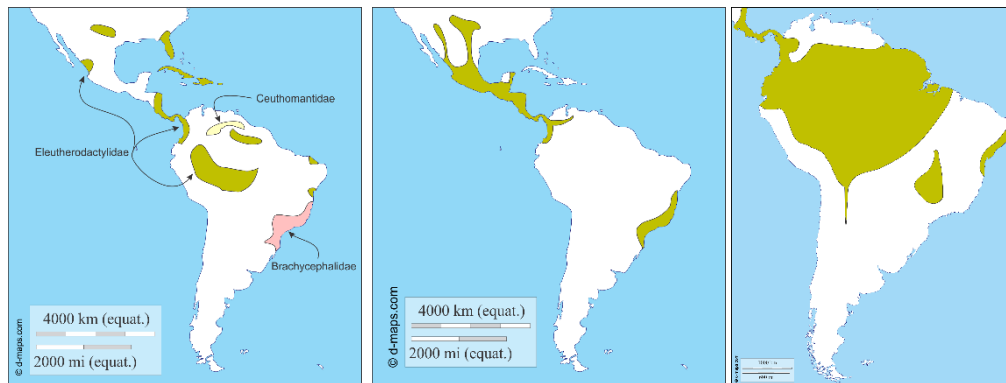 Ceuthomantidae
Eleutherodactylidae
Brachycephalidae
4000 km (equat.)
2000 mi (equat.)
© d-maps.com
4000 km (equat.)
2000 mi (cquat.)
© d-maps.com